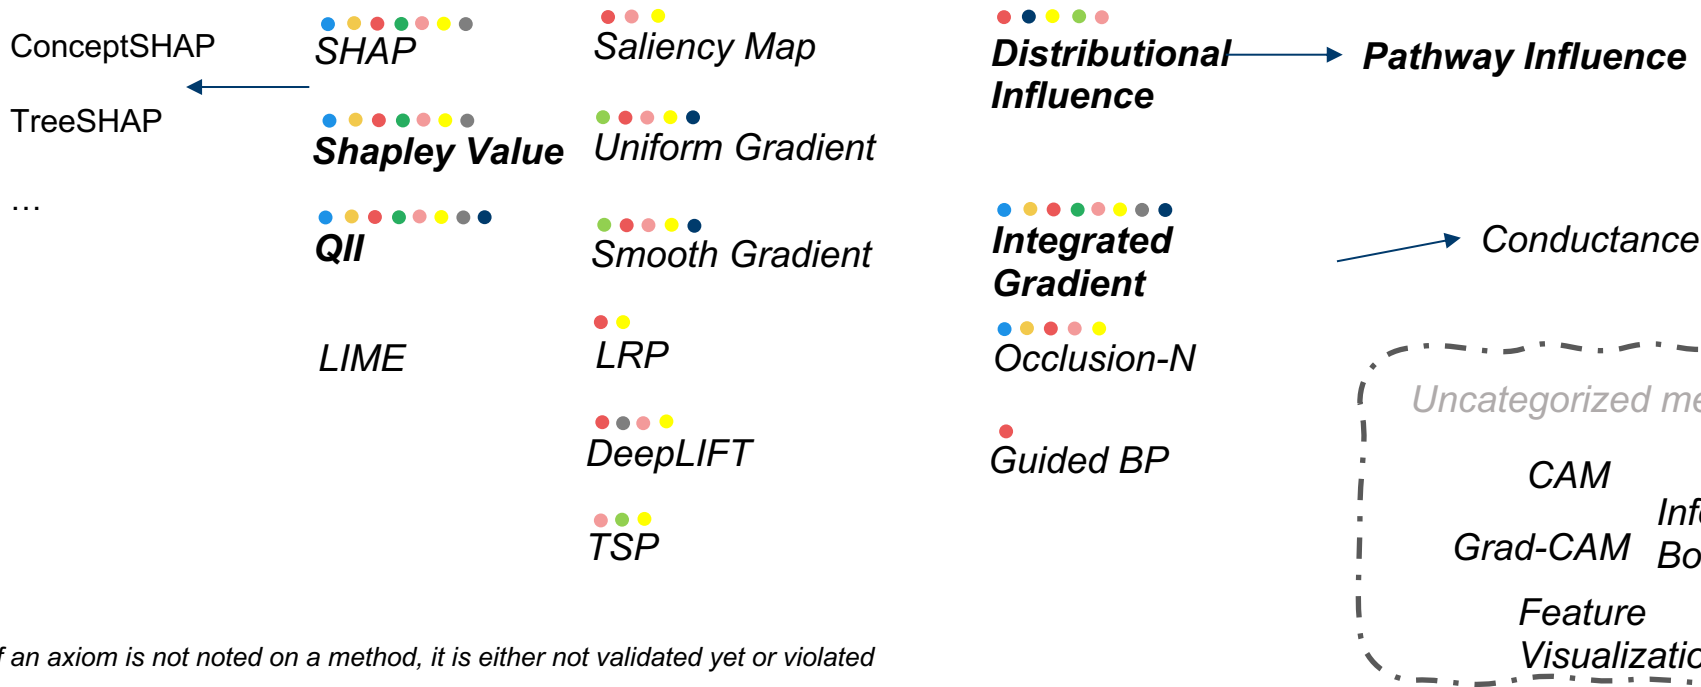 ConceptSHAP
TreeSHAP
…
SHAP
Shapley Value
QII
LIME
Saliency Map
Uniform Gradient
Smooth Gradient
LRP
DeepLIFT
TSP
Distributional
Influence
Pathway Influence
Integrated
Gradient
Conductance
Occlusion-N
Guided BP
Uncategorized
CAM
Grad-CAM
Feature
an axiom is not noted on a method, it is either not validated yet or violated